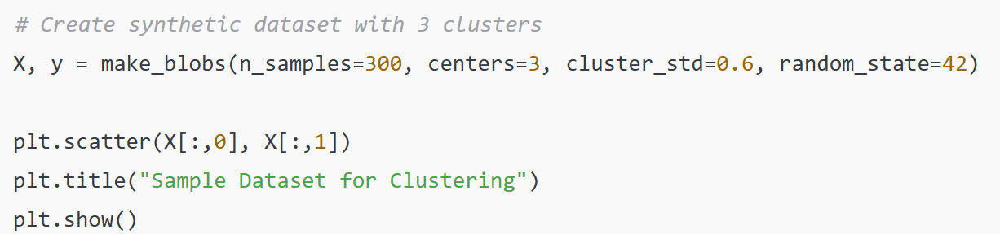 # Create synthetic dataset with 3 clusters
X, y = make_blobs(n_samples=300, centers=3, cluster_std=0.6, random_state=42)
plt.scatter(X[:,0], X[:,1])
plt.title("Sample Dataset for Clustering")
plt.show()